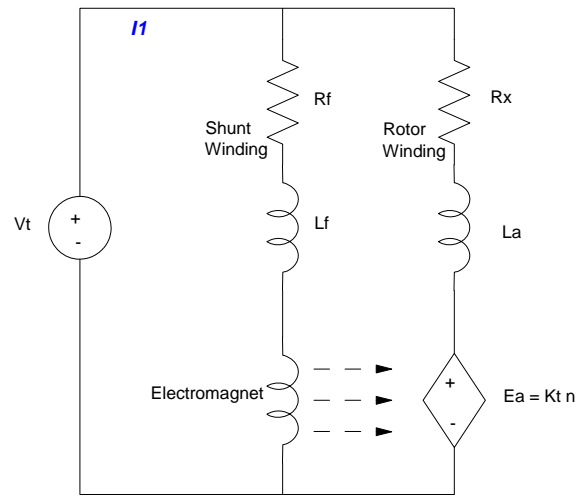 I1
Rf
Rx
Shunt
Winding
Rotor
Winding
Vt
+
-
Lf
La
Electromagnet
+
-
Ea = Kt n